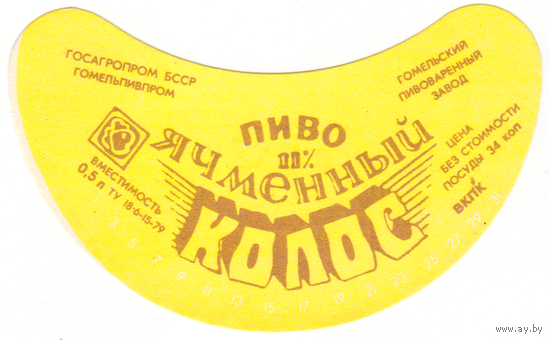 ГОСАГРОПРОМ БССР
ГОМЕЛЬПИВПРОМ
ГОМЕЛЬСКИЙ
ПИВОВАРЕННЫЙ
ЗАВОД
ПИВО
11%
ЯЧМЕННЫЙ
КОЛОС
ВМЕСТИМОСТЬ
0,5 л ТУ 18-6-15-79
ЦЕНА
БЕЗ СТОИМОСТИ
ПОСУДЫ 34 КОП
ВКПК
1 3 5 7 9 11 13 15 17 19 21 23 25 27 29 31
www.ay.by